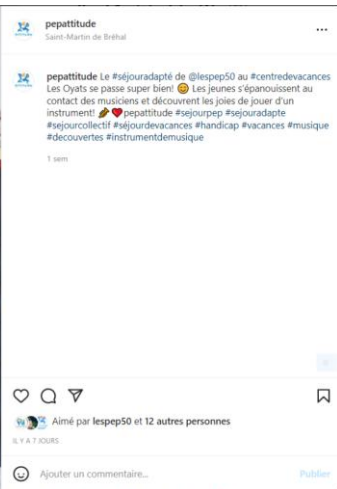 pepattitude
Saint-Martin de Bréhal
pepattitude Le #séjouradapté de @lespep50 au #centredevacances
Les Oyats se passe super bien! 😊 Les jeunes s'épanouissent au
contact des musiciens et découvrent les joies de jouer d'un
instrument! 🎸❤️pepattitude #sejourpep #sejouradapte
#sejourcollectif #séjourdevacances #handicap #vacances #musique
#decouvertes #instrumentdemusique
1 sem
Aimé par lespep50 et 12 autres personnes
IL Y A 7 JOURS
Ajouter un commentaire...
Publier